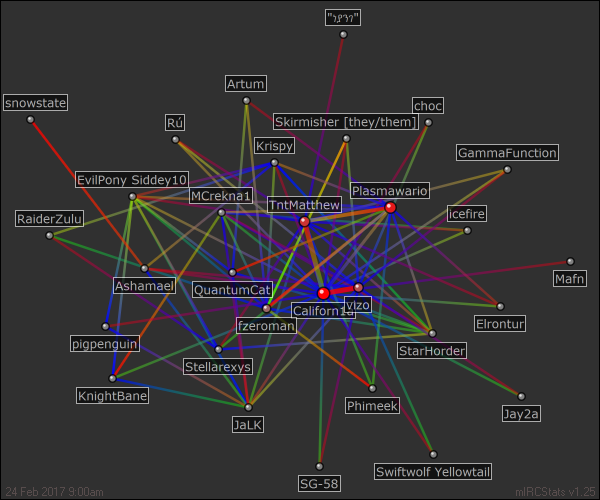 snowstate
Artum
Rú
Skirmisher [they/them]
choc
Krispy
GammaFunction
EvilPony Siddey10
MCrekna1
TntMatthew
Plasmawario
RaiderZulu
icefire
Ashamael
QuantumCat
Mafn
fzeroman
Californ1a
vlzo
Elrontur
pigpenguin
Stellarexys
StarHorder
KnightBane
Phimeek
Jay2a
JaLK
SG-58
Swiftwolf Yellowtail
24 Feb 2017 9:00am
mIRCStats v1.25